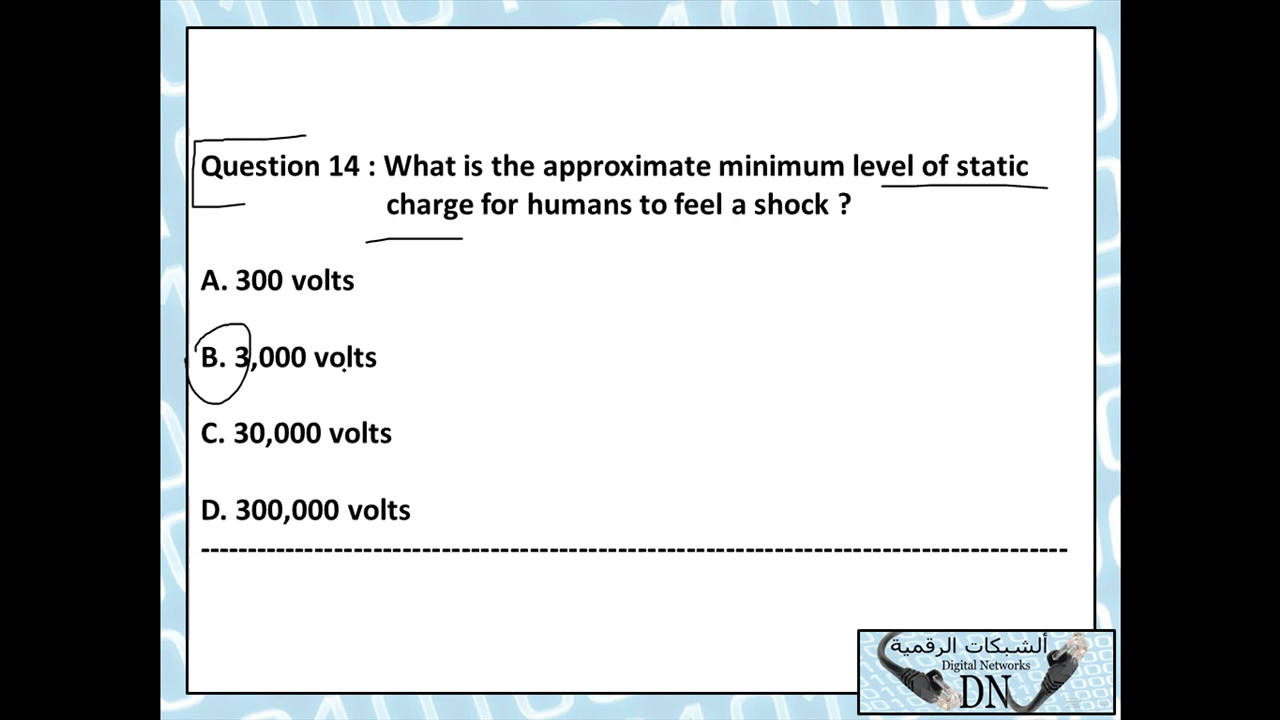 Question 14 : What is the approximate minimum level of static
charge for humans to feel a shock ?
A. 300 volts
B. 3,000 volts
C. 30,000 volts
D. 300,000 volts
--------------------------------------------------------------------------------------------
ألشبكات الرقمية
Digital Networks
DN